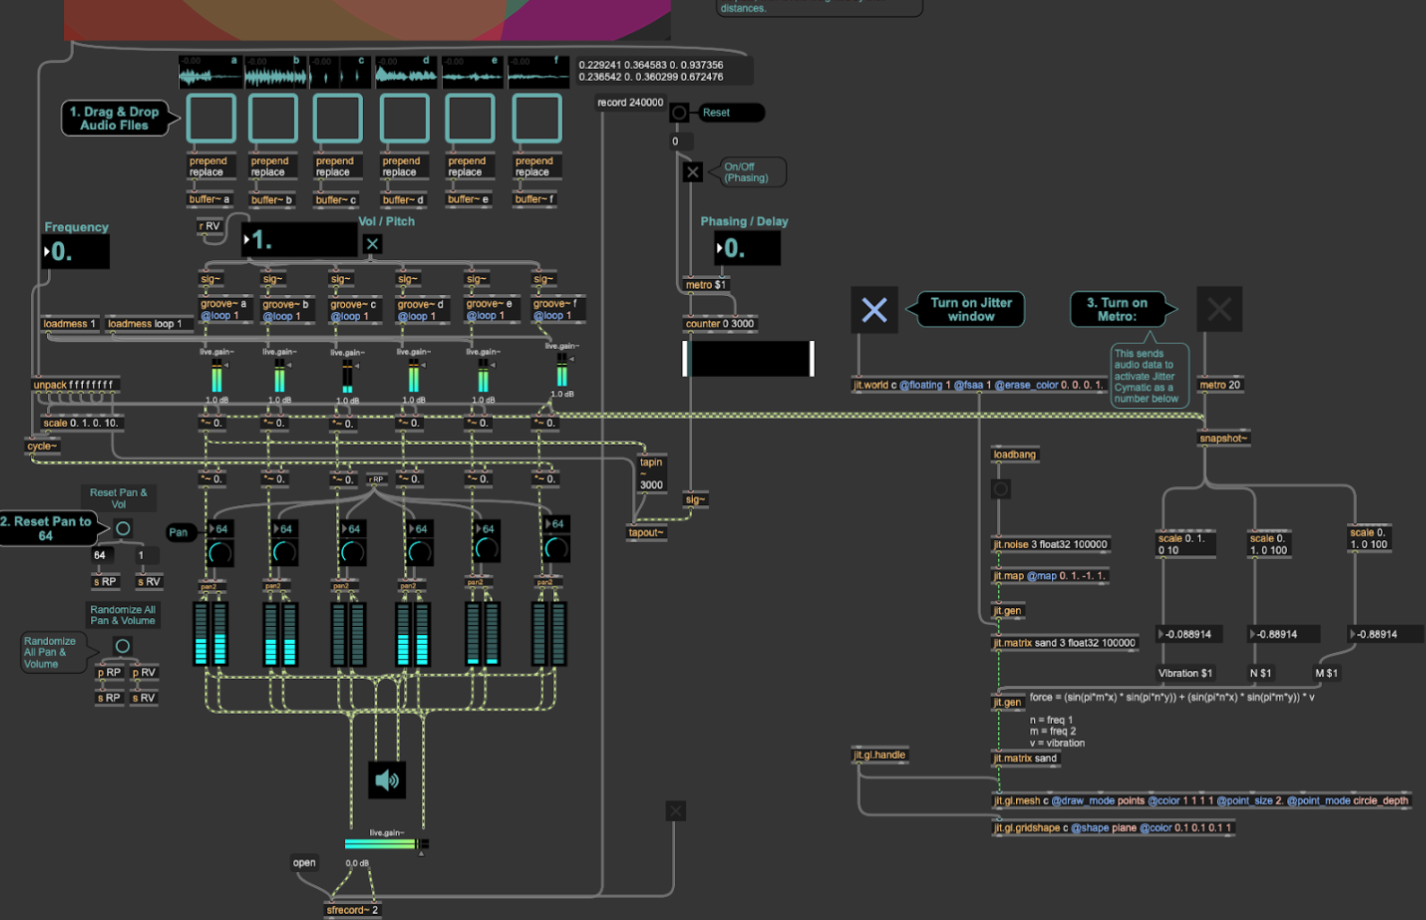 distances.
-0.00 a -0.00 b c -0.00 d e f
0.229241 0.364583 0. 0.937356
0.236542 0. 0.360299 0.672476
record 240000
1. Drag & Drop
Audio FIles
Reset
0
On/Off
(Phasing)
prepend
replace
prepend
replace
prepend
replace
prepend
replace
prepend
replace
prepend
replace
buffer~ a
buffer~ b
buffer~ c
buffer~ d
buffer~ e
buffer~ f
r RV
Vol / Pitch
1.
Frequency
0.
Phasing / Delay
0.
sig~
sig~
sig~
sig~
sig~
sig~
metro $1
groove~ a
@loop 1
groove~ b
@loop 1
groove~ c
@loop 1
groove~ d
@loop 1
groove~ e
@loop 1
groove~ f
@loop 1
loadmess 1
loadmess loop 1
counter 0 3000
Turn on Jitter
window
3. Turn on
Metro:
This sends
audio data to
activate Jitter
Cymatic as a
number below
live.gain~
live.gain~
live.gain~
live.gain~
live.gain~
live.gain~
1.0 dB
1.0 dB
1.0 dB
1.0 dB
1.0 dB
1.0 dB
unpack f f f f f f f f
jit.world c @floating 1 @fsaa 1 @erase_color 0. 0. 0. 1.
metro 20
scale 0. 1. 0. 10.
*~ 0.
*~ 0.
*~ 0.
*~ 0.
*~ 0.
*~ 0.
cycle~
snapshot~
loadbang
tapin
~
3000
*~ 0.
*~ 0.
*~ 0.
r RP
*~ 0.
*~ 0.
*~ 0.
sig~
Reset Pan &
Vol
2. Reset Pan to
64
Pan
64
64
64
64
64
64
tapout~
64
1
s RP
s RV
pan2
pan2
pan2
pan2
pan2
pan2
scale 0. 1.
0 10
scale 0.
1. 0 100
scale 0.
1. 0 100
jit.noise 3 float32 100000
jit.map @map 0. 1. -1. 1.
jit.gen
jit.matrix sand 3 float32 100000
Randomize All
Pan & Volume
Randomize
All Pan &
Volume
p RP
p RV
s RP
s RV
-0.088914
-0.88914
-0.88914
Vibration $1
N $1
M $1
jit.gen
force = (sin(pi*m*x) * sin(pi*n*y)) + (sin(pi*n*x) * sin(pi*m*y)) * v
n = freq 1
m = freq 2
v = vibration
jit.gl.handle
jit.matrix sand
jit.gl.mesh c @draw_mode points @color 1 1 1 1 @point_size 2. @point_mode circle_depth
jit.gl.gridshape c @shape plane @color 0.1 0.1 0.1 1
live.gain~
open
0.0 dB
sfrecord~ 2